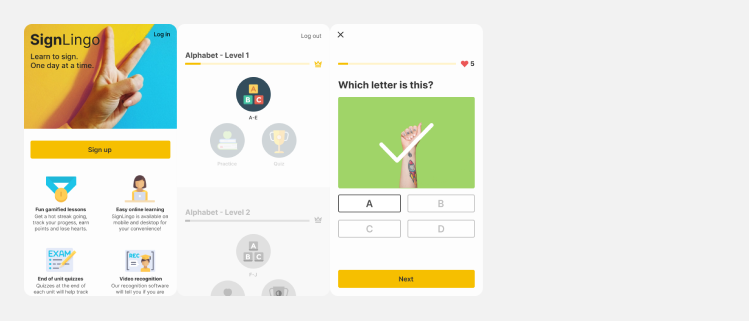 SignLingo
Log in
Learn to sign.
One day at a time.
Sign up
Fun gamified lessons
Get a hot streak going,
track your progress, earn
points and lose hearts,
Easy online learning
SignLingo is available on
mobile and desktop for
your convenience!
EXAM
End of unit quizzes
Quizzes at the end of
each unit will help track
REC
Video recognition
Our recognition software
will tell you if you are
Log out
Alphabet - Level 1
A
B C
A-E
Practice
Quiz
Alphabet - Level 2
A
B C
F-J
5
Which letter is this?
A
B
C
D
Next